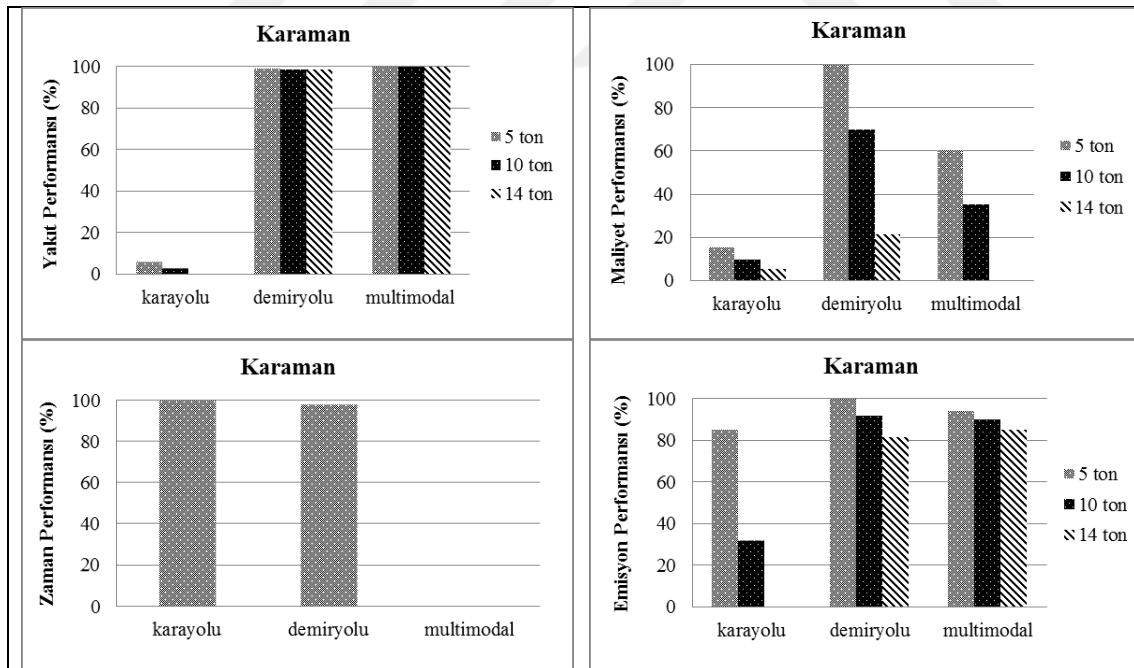 Karaman
Yakıt Performansı (%)
100
80
60
40
20
0
karayolu
demiryolu
multimodal
5 ton
10 ton
14 ton
Karaman
Maliyet Performansı (%)
100
80
60
40
20
0
karayolu
demiryolu
multimodal
5 ton
10 ton
14 ton
Karaman
Zaman Performansı (%)
100
80
60
40
20
0
karayolu
demiryolu
multimodal
Karaman
Emisyon Performansı (%)
100
80
60
40
20
0
karayolu
demiryolu
multimodal
5 ton
10 ton
14 ton